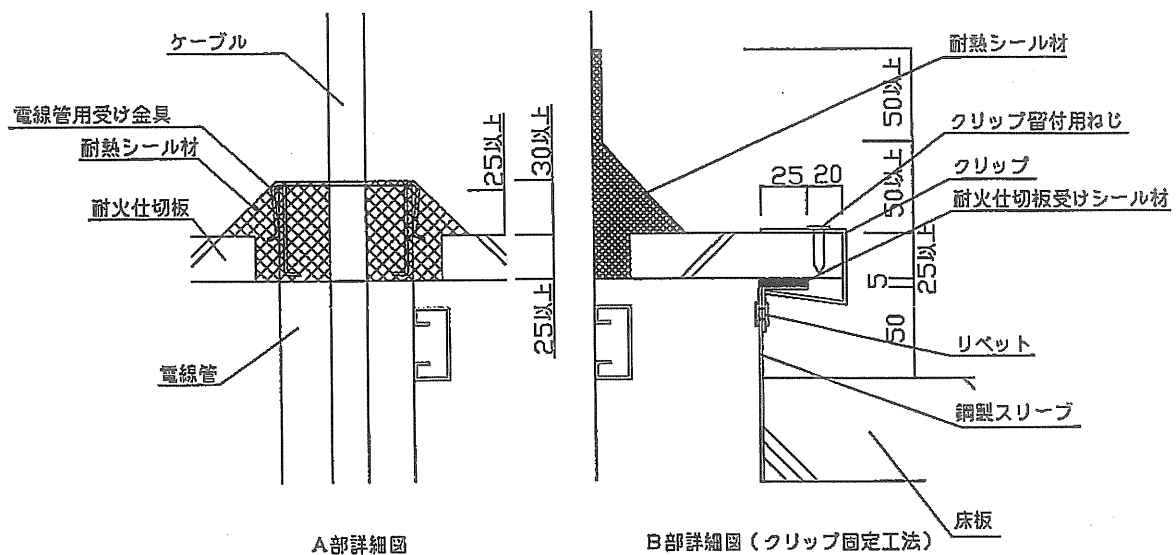 ケーブル
電線管用受け金具
耐熱シール材
耐火仕切板
電線管
25以上
30以上
25以上
A部詳細図
耐熱シール材
50以上
クリップ留付用ねじ
25 20
クリップ
50以上
耐火仕切板受けシール材
5
25以上
50
リベット
鋼製スリーブ
床板
B部詳細図(クリップ固定工法)